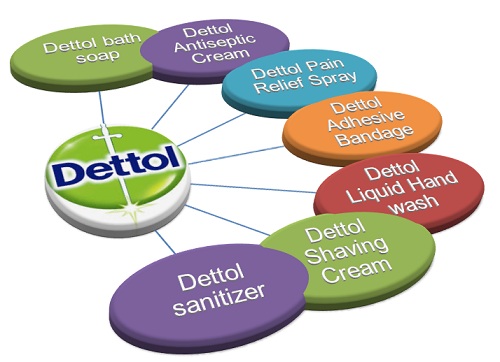 Dettol bath
soap
Dettol
Antiseptic
Cream
Dettol Pain
Relief Spray
Dettol
Adhesive
Bandage
Dettol
Liquid Hand
wash
Dettol
Shaving
Cream
Dettol
sanitizer
Dettol